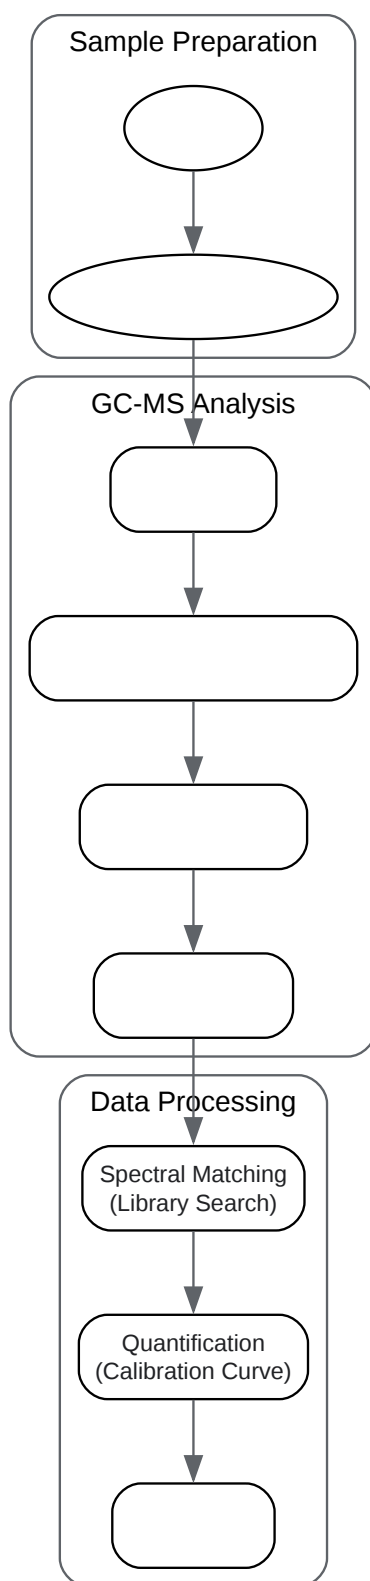 Sample Preparation
GC-MS Analysis
Data Processing
Spectral Matching
(Library Search)
Quantification
(Calibration Curve)